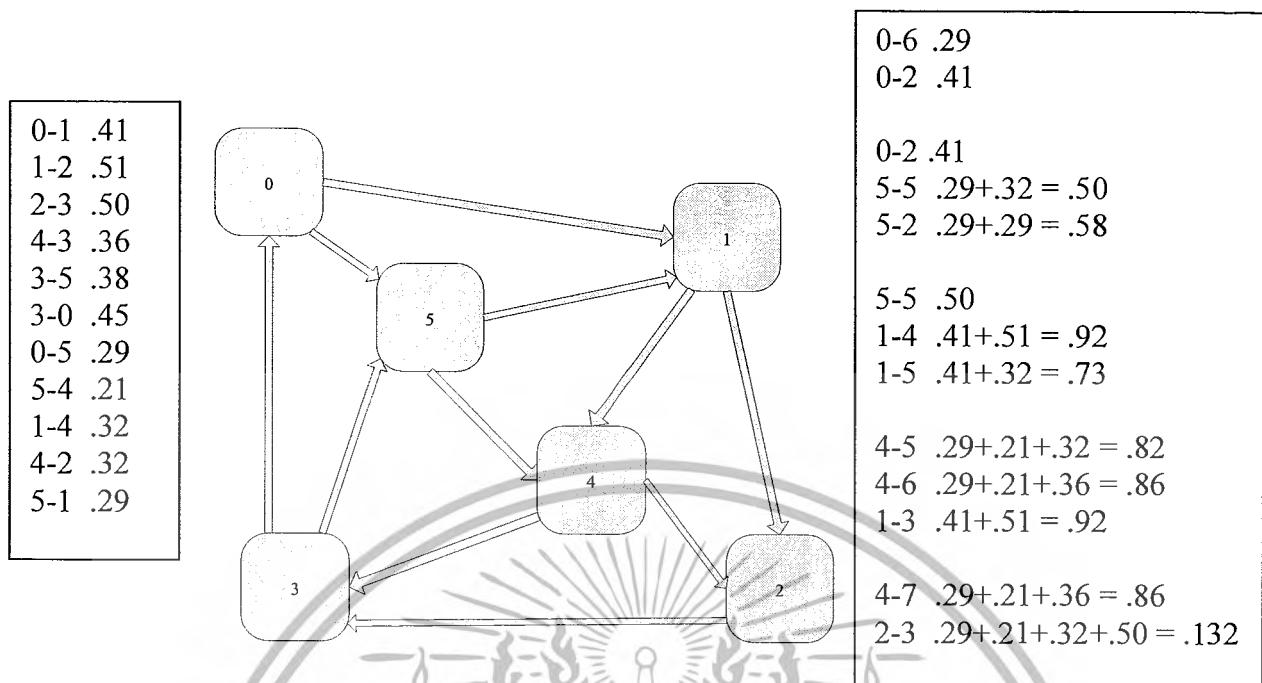 0-1 .41
1-2 .51
2-3 .50
4-3 .36
3-5 .38
3-0 .45
0-5 .29
5-4 .21
1-4 .32
4-2 .32
5-1 .29
0
1
5
4
3
2
0-6 .29
0-2 .41
0-2 .41
5-5 .29+.32 = .50
5-2 .29+.29 = .58
5-5 .50
1-4 .41+.51 = .92
1-5 .41+.32 = .73
4-5 .29+.21+.32 = .82
4-6 .29+.21+.36 = .86
1-3 .41+.51 = .92
4-7 .29+.21+.36 = .86
2-3 .29+.21+.32+.50 = .132